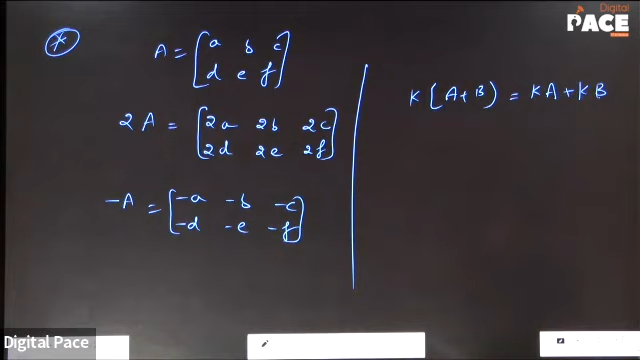 Digital
PACE
*
A = [a b c
d e f]
2A = [2a 2b 2c
2d 2e 2f]
-A = [-a -b -c
-d -e -f]
K [A+B) = KA + KB
Digital Pace